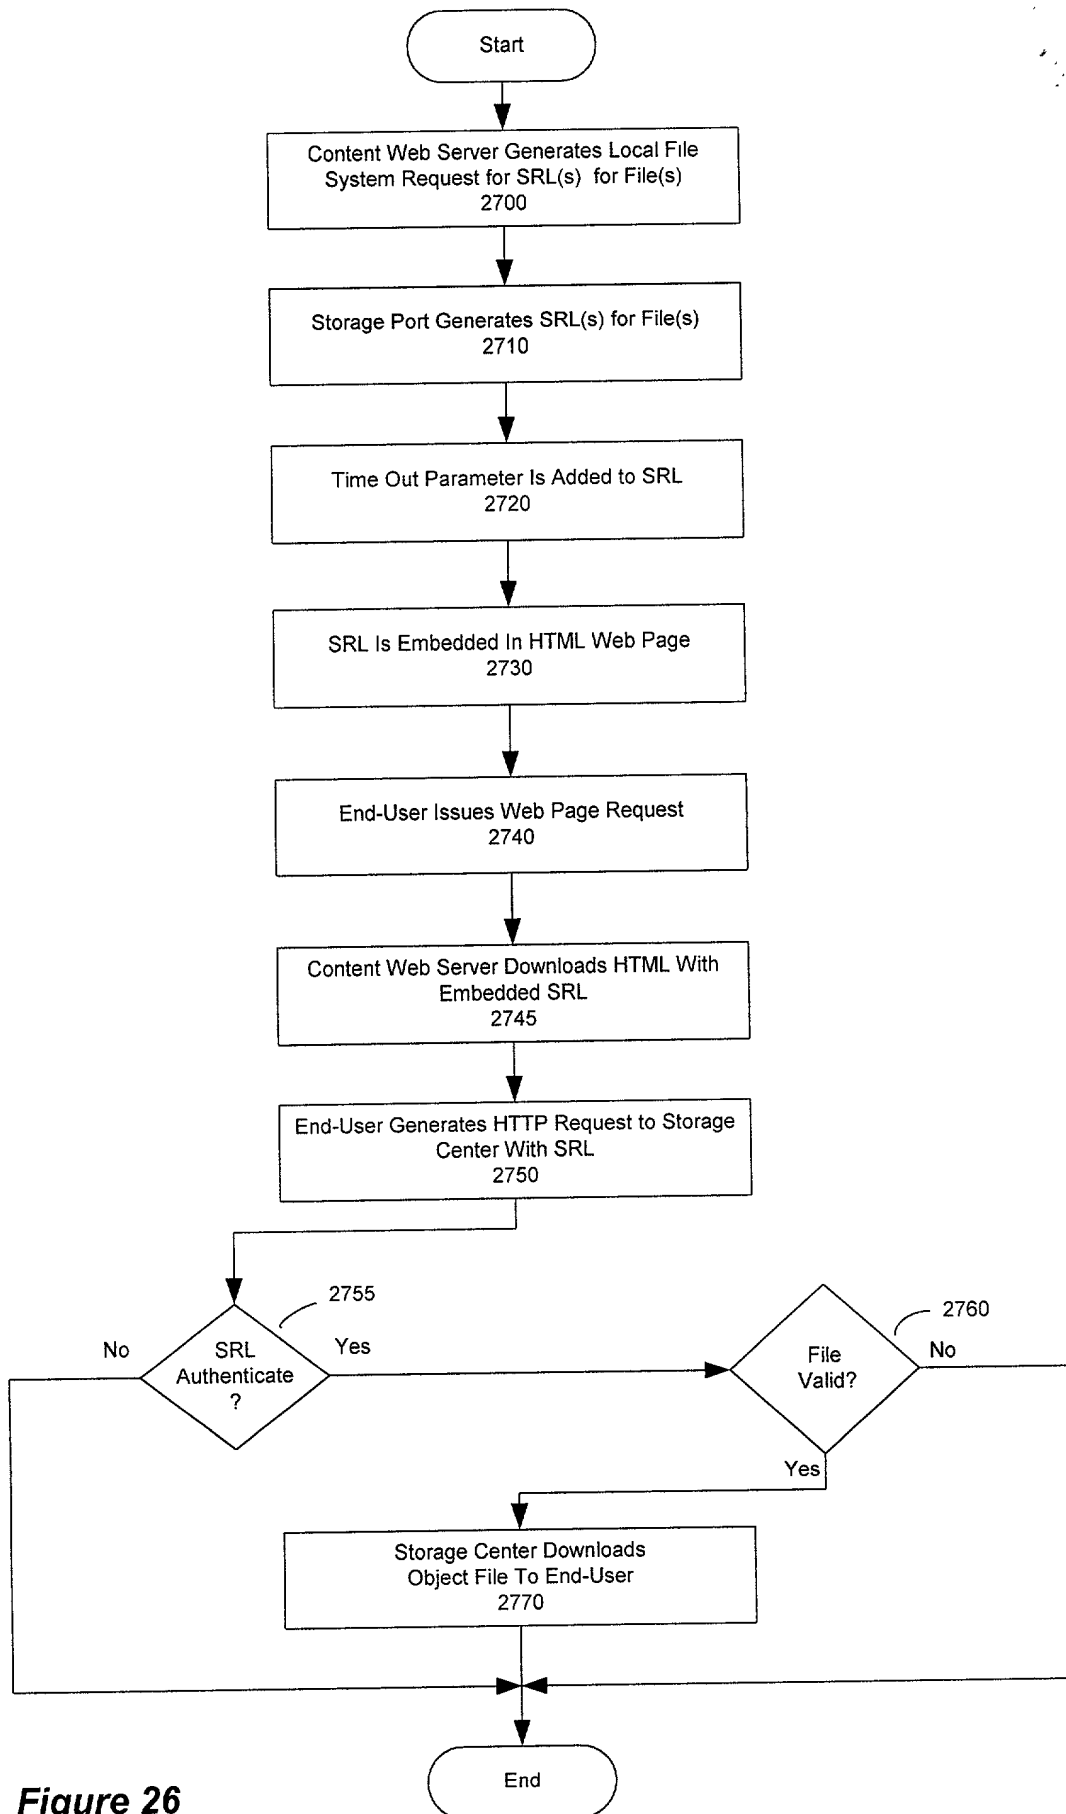 Start
Content Web Server Generates Local File
System Request for SRL(s) for File(s)
2700
Storage Port Generates SRL(s) for File(s)
2710
Time Out Parameter Is Added to SRL
2720
SRL Is Embedded In HTML Web Page
2730
End-User Issues Web Page Request
2740
Content Web Server Downloads HTML With
Embedded SRL
2745
End-User Generates HTTP Request to Storage
Center With SRL
2750
2755
2760
No
SRL
Authenticate
?
Yes
File
Valid?
No
Yes
Storage Center Downloads
Object File To End-User
2770
End
Figure 26